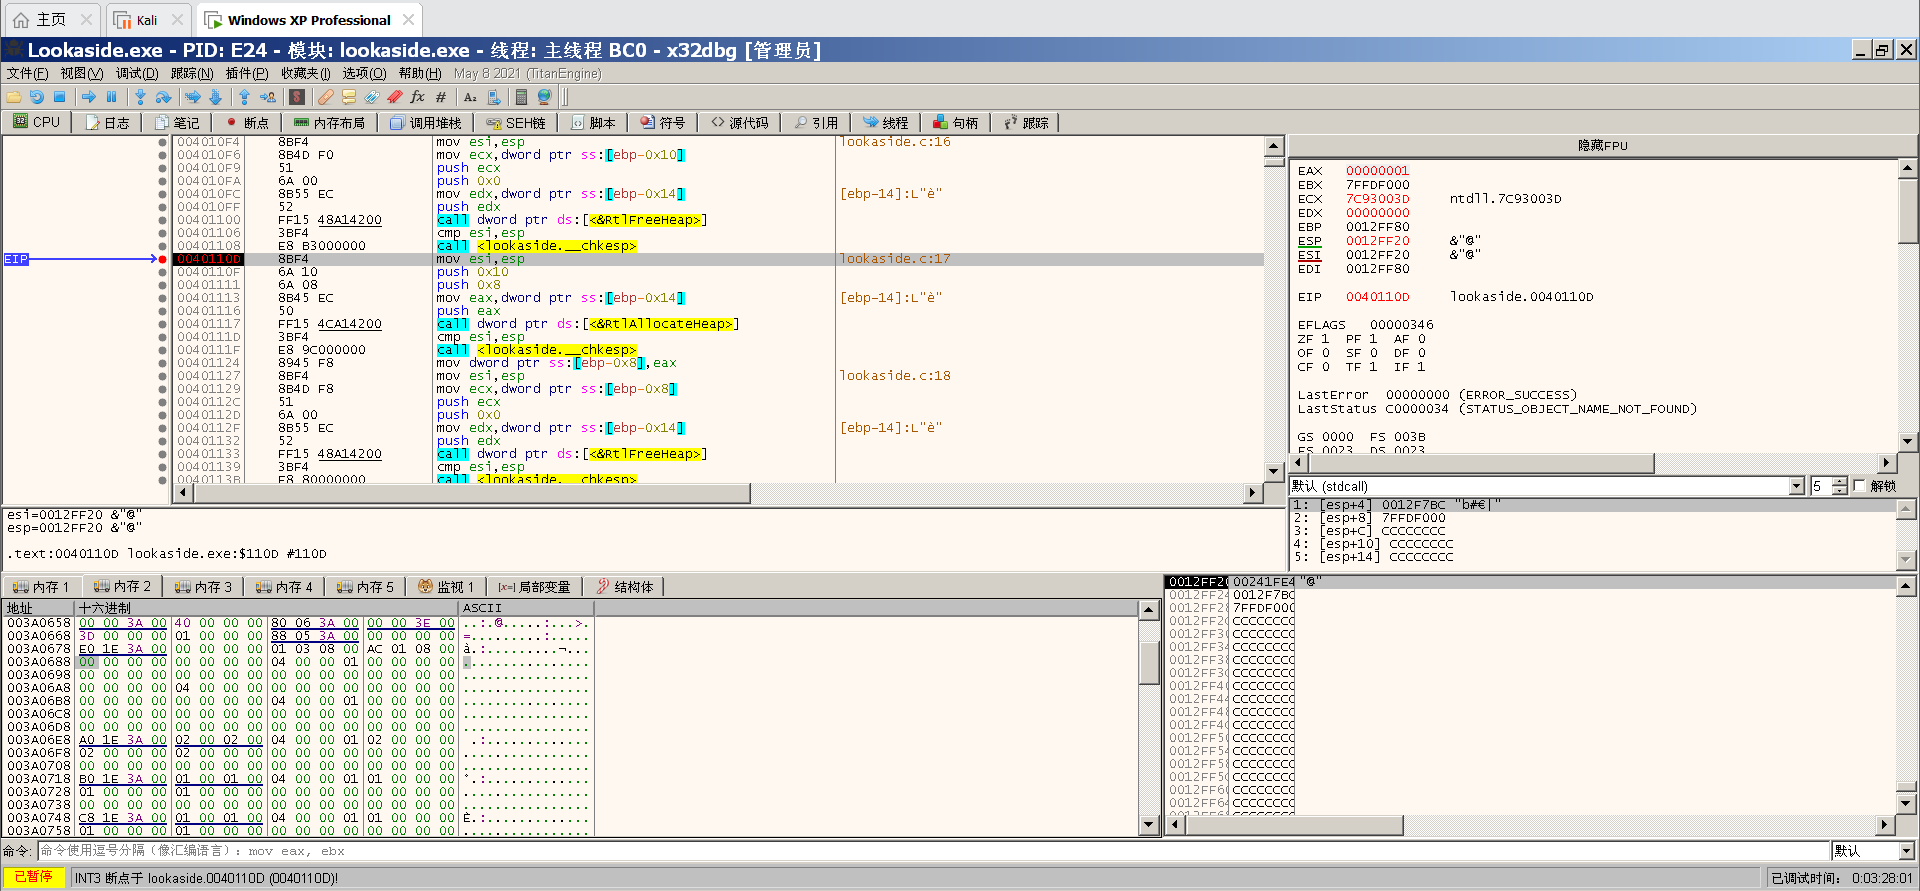 主页
Kali
Windows XP Professional
Lookaside.exe - PID: E24 - 模块: lookaside.exe - 线程: 主线程 BC0 - x32dbg [管理员]
文件(F) 视图(V) 调试(D) 跟踪(N) 插件(P) 收藏夹(I) 选项(O) 帮助(H) May 8 2021 (TitanEngine)
CPU 日志 笔记 断点 内存布局 调用堆栈 SEH链 脚本 符号 源代码 引用 线程 句柄 跟踪
004010F4 8BF4 mov esi,esp lookaside.c:16
004010F6 8B4D F0 mov ecx,dword ptr ss:[ebp-0x10]
004010F9 51 push ecx
004010FA 6A 00 push 0x0
004010FC 8B55 EC mov edx,dword ptr ss:[ebp-0x14] [ebp-14]:L"è"
004010FF 52 push edx
00401100 FF15 48A14200 call dword ptr ds:[<&RtlFreeHeap>]
00401106 3BF4 cmp esi,esp
00401108 E8 B3000000 call <lookaside.__chkesp>
EIP 0040110D 8BF4 mov esi,esp lookaside.c:17
0040110F 6A 10 push 0x10
00401111 6A 08 push 0x8
00401113 8B45 EC mov eax,dword ptr ss:[ebp-0x14] [ebp-14]:L"è"
00401116 50 push eax
00401117 FF15 4CA14200 call dword ptr ds:[<&RtlAllocateHeap>]
0040111D 3BF4 cmp esi,esp
0040111F E8 9C000000 call <lookaside.__chkesp>
00401124 8945 F8 mov dword ptr ss:[ebp-0x8],eax
00401127 8BF4 mov esi,esp lookaside.c:18
00401129 8B4D F8 mov ecx,dword ptr ss:[ebp-0x8]
0040112C 51 push ecx
0040112D 6A 00 push 0x0
0040112F 8B55 EC mov edx,dword ptr ss:[ebp-0x14] [ebp-14]:L"è"
00401132 52 push edx
00401133 FF15 48A14200 call dword ptr ds:[<&RtlFreeHeap>]
00401139 3BF4 cmp esi,esp
0040113B E8 80000000 call <lookaside.__chkesp>
隐藏FPU
EAX 00000001
EBX 7FFDF000
ECX 7C93003D ntdll.7C93003D
EDX 00000000
EBP 0012FF80
ESP 0012FF20 &"@"
ESI 0012FF20 &"@"
EDI 0012FF80
EIP 0040110D lookaside.0040110D
EFLAGS 00000346
ZF 1 PF 1 AF 0
OF 0 SF 0 DF 0
CF 0 TF 1 IF 1
LastError 00000000 (ERROR_SUCCESS)
LastStatus C0000034 (STATUS_OBJECT_NAME_NOT_FOUND)
GS 0000 FS 003B
ES 0023 DS 0023
默认 (stdcall) 5 解锁
1: [esp+4] 0012F7BC "b#€|"
2: [esp+8] 7FFDF000
3: [esp+C] CCCCCCCC
4: [esp+10] CCCCCCCC
5: [esp+14] CCCCCCCC
esi=0012FF20 &"@"
esp=0012FF20 &"@"
.text:0040110D lookaside.exe:$110D #110D
内存 1 内存 2 内存 3 内存 4 内存 5 监视 1 [x=] 局部变量 结构体
地址 十六进制 ASCII
003A0658 00 00 3A 00 40 00 00 00 80 06 3A 00 00 00 3E 00 ..:.@.....:...>.
003A0668 3D 00 00 00 01 00 00 00 88 05 3A 00 00 00 00 00 =.........:.....
003A0678 E0 1E 3A 00 00 00 00 00 01 03 08 00 AC 01 08 00 à.:.........¬...
003A0688 00 00 00 00 00 00 00 00 04 00 00 01 00 00 00 00 ................
003A0698 00 00 00 00 00 00 00 00 00 00 00 00 00 00 00 00 ................
003A06A8 00 00 00 00 04 00 00 00 00 00 00 00 00 00 00 00 ................
003A06B8 00 00 00 00 00 00 00 00 04 00 00 01 00 00 00 00 ................
003A06C8 00 00 00 00 00 00 00 00 00 00 00 00 00 00 00 00 ................
003A06D8 00 00 00 00 00 00 00 00 00 00 00 00 00 00 00 00 ................
003A06E8 A0 1E 3A 00 02 00 02 00 04 00 00 01 02 00 00 00 .:.............
003A06F8 02 00 00 00 02 00 00 00 00 00 00 00 00 00 00 00 ................
003A0708 00 00 00 00 00 00 00 00 00 00 00 00 00 00 00 00 ................
003A0718 B0 1E 3A 00 01 00 01 00 04 00 00 01 01 00 00 00 °.:.............
003A0728 01 00 00 00 01 00 00 00 00 00 00 00 00 00 00 00 ................
003A0738 00 00 00 00 00 00 00 00 00 00 00 00 00 00 00 00 ................
003A0748 C8 1E 3A 00 01 00 01 00 04 00 00 01 01 00 00 00 È.:.............
003A0758 01 00 00 00 01 00 00 00 00 00 00 00 00 00 00 00 ................
0012FF20 00241FE4 "@"
0012FF24 0012F7BC
0012FF28 7FFDF000
0012FF2C CCCCCCCC
0012FF30 CCCCCCCC
0012FF34 CCCCCCCC
0012FF38 CCCCCCCC
0012FF3C CCCCCCCC
0012FF40 CCCCCCCC
0012FF44 CCCCCCCC
0012FF48 CCCCCCCC
0012FF4C CCCCCCCC
0012FF50 CCCCCCCC
0012FF54 CCCCCCCC
0012FF58 CCCCCCCC
0012FF5C CCCCCCCC
0012FF60 CCCCCCCC
0012FF64 CCCCCCCC
命令: 命令使用逗号分隔 (像汇编语言) : mov eax, ebx 默认
已暂停 INT3 断点于 lookaside.0040110D (0040110D)! 已调试时间: 0:03:28:01